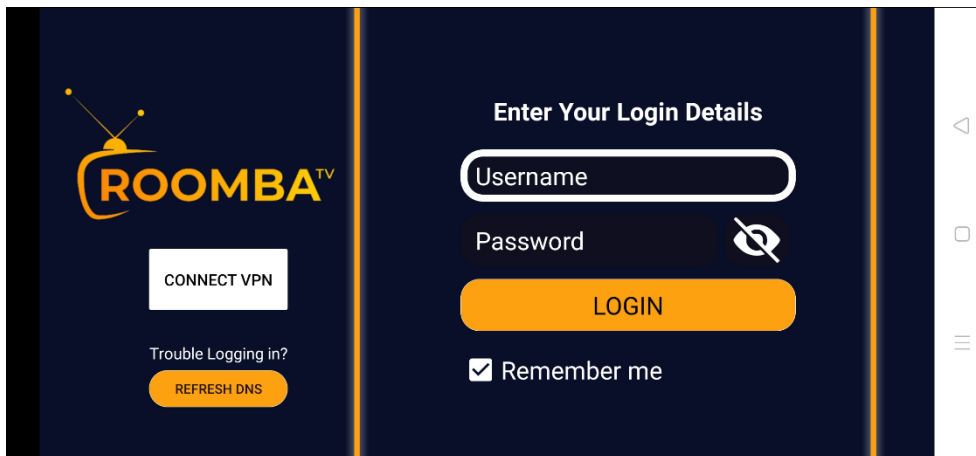 ROOMBA TV
CONNECT VPN
Trouble Logging in?
REFRESH DNS
Enter Your Login Details
Username
Password
LOGIN
Remember me